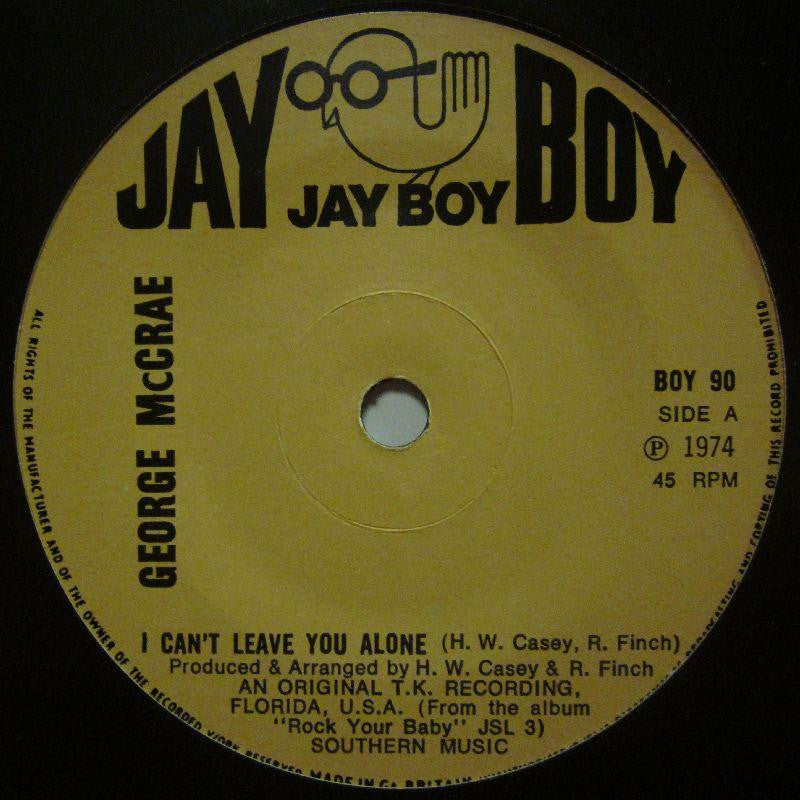 JAY BOY
JAY BOY
GEORGE McCRAE
BOY 90
SIDE A
℗ 1974
45 RPM
I CAN'T LEAVE YOU ALONE (H. W. Casey, R. Finch)
Produced & Arranged by H. W. Casey & R. Finch
AN ORIGINAL T.K. RECORDING,
FLORIDA, U.S.A. (From the album
"Rock Your Baby" JSL 3)
SOUTHERN MUSIC
ALL RIGHTS OF THE MANUFACTURER AND OF THE OWNER OF THE RECORDED WORK RESERVED
BROADCASTING AND COPYING OF THIS RECORD PROHIBITED
MADE IN Gt BRITAIN